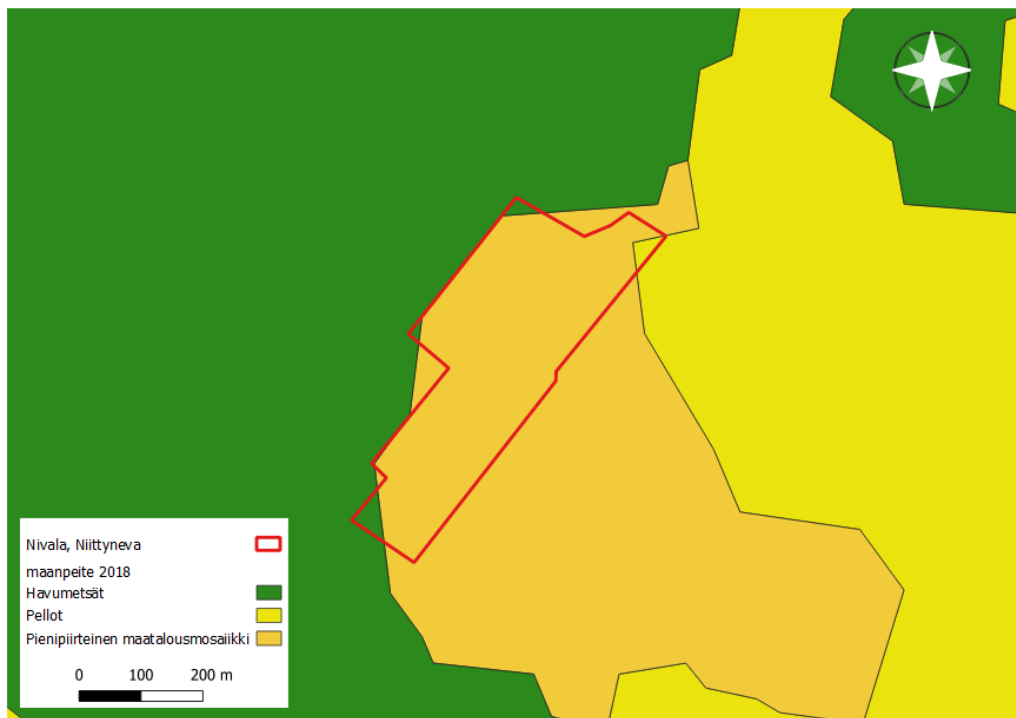 Nivala, Niittyneva
maanpeite 2018
Havumetsät
Pellot
Pienipiirteinen maatalousmosaiikki
0 100 200 m